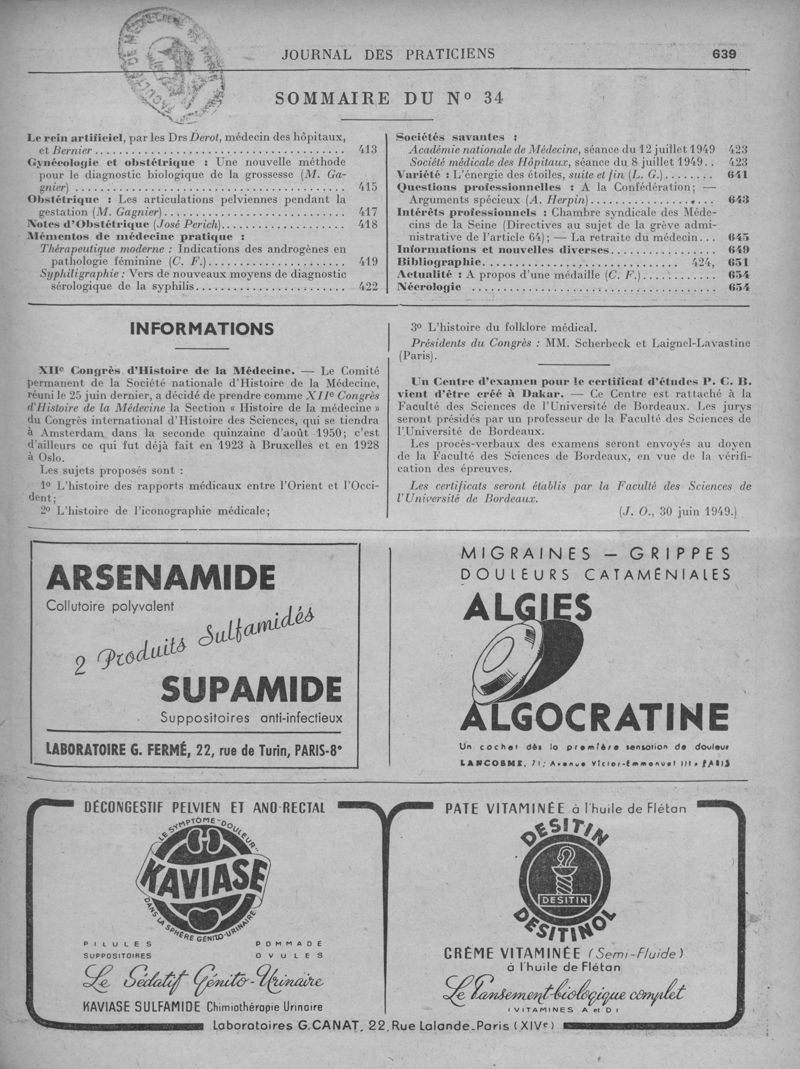 FACULTÉ DE MÉDECINE DE PARIS
JOURNAL DES PRATICIENS
639
SOMMAIRE DU Nº 34
Le rein artificiel, par les Drs Derot, médecin des hôpitaux,
et Bernier ........ 413
Gynécologie et obstétrique : Une nouvelle méthode
pour le diagnostic biologique de la grossesse (M. Ga-
gnier) ........ 415
Obstétrique : Les articulations pelviennes pendant la
gestation (M. Gagnier) ........ 417
Notes d'Obstétrique (José Perich) ........ 418
Mémentos de médecine pratique :
Thérapeutique moderne : Indications des androgènes en
pathologie féminine (C. F.) ........ 419
Syphiligraphie : Vers de nouveaux moyens de diagnostic
sérologique de la syphilis ........ 422
Sociétés savantes :
Académie nationale de Médecine, séance du 12 juillet 1949 423
Société médicale des Hôpitaux, séance du 8 juillet 1949.. 423
Variété : L'énergie des étoiles, suite et fin (L. G.) ........ 641
Questions professionnelles : A la Confédération; —
Arguments spécieux (A. Herpin) ........ 643
Intérêts professionnels : Chambre syndicale des Méde-
cins de la Seine (Directives au sujet de la grève admi-
nistrative de l'article 64); — La retraite du médecin... 645
Informations et nouvelles diverses ........ 649
Bibliographie ........ 424, 651
Actualité : A propos d'une médaille (C. F.) ........ 654
Nécrologie ........ 654
INFORMATIONS
XIIe Congrès d'Histoire de la Médecine. — Le Comité
permanent de la Société nationale d'Histoire de la Médecine,
réuni le 25 juin dernier, a décidé de prendre comme XIIe Congrès
d'Histoire de la Médecine la Section « Histoire de la médecine »
du Congrès international d'Histoire des Sciences, qui se tiendra
à Amsterdam dans la seconde quinzaine d'août 1950; c'est
d'ailleurs ce qui fut déjà fait en 1923 à Bruxelles et en 1928
à Oslo.
Les sujets proposés sont :
1º L'histoire des rapports médicaux entre l'Orient et l'Occi-
dent;
2º L'histoire de l'iconographie médicale;
3º L'histoire du folklore médical.
Présidents du Congrès : MM. Scherbeck et Laignel-Lavastine
(Paris).
Un Centre d'examen pour le certificat d'études P. C. B.
vient d'être créé à Dakar. — Ce Centre est rattaché à la
Faculté des Sciences de l'Université de Bordeaux. Les jurys
seront présidés par un professeur de la Faculté des Sciences de
l'Université de Bordeaux.
Les procès-verbaux des examens seront envoyés au doyen
de la Faculté des Sciences de Bordeaux, en vue de la vérifi-
cation des épreuves.
Les certificats seront établis par la Faculté des Sciences de
l'Université de Bordeaux.
(J. O., 30 juin 1949.)
ARSENAMIDE
Collutoire polyvalent
2 Produits Sulfamidés
SUPAMIDE
Suppositoires anti-infectieux
LABORATOIRE G. FERMÉ, 22, rue de Turin, PARIS-8e
MIGRAINES — GRIPPES
DOULEURS CATAMÉNIALES
ALGIES
ALGOCRATINE
Un cachet dès la première sensation de douleur
LANCOSME, 71, Avenue Victor-Emmanuel III, PARIS
DÉCONGESTIF PELVIEN ET ANO-RECTAL
LE SYMPTOME-DOULEUR
KAVIASE
DANS LA SPHÈRE GÉNITO-URINAIRE
PILULES POMMADE
SUPPOSITOIRES OVULES
Le Sédatif Génito-Urinaire
KAVIASE SULFAMIDE Chimiothérapie Urinaire
PATE VITAMINÉE à l'huile de Flétan
DESITIN
DESITIN
DESITINOL
CRÈME VITAMINÉE (Semi-Fluide)
à l'huile de Flétan
Le Pansement biologique complet
(VITAMINES A et D)
Laboratoires G. CANAT, 22, Rue Lalande-Paris (XIVe)